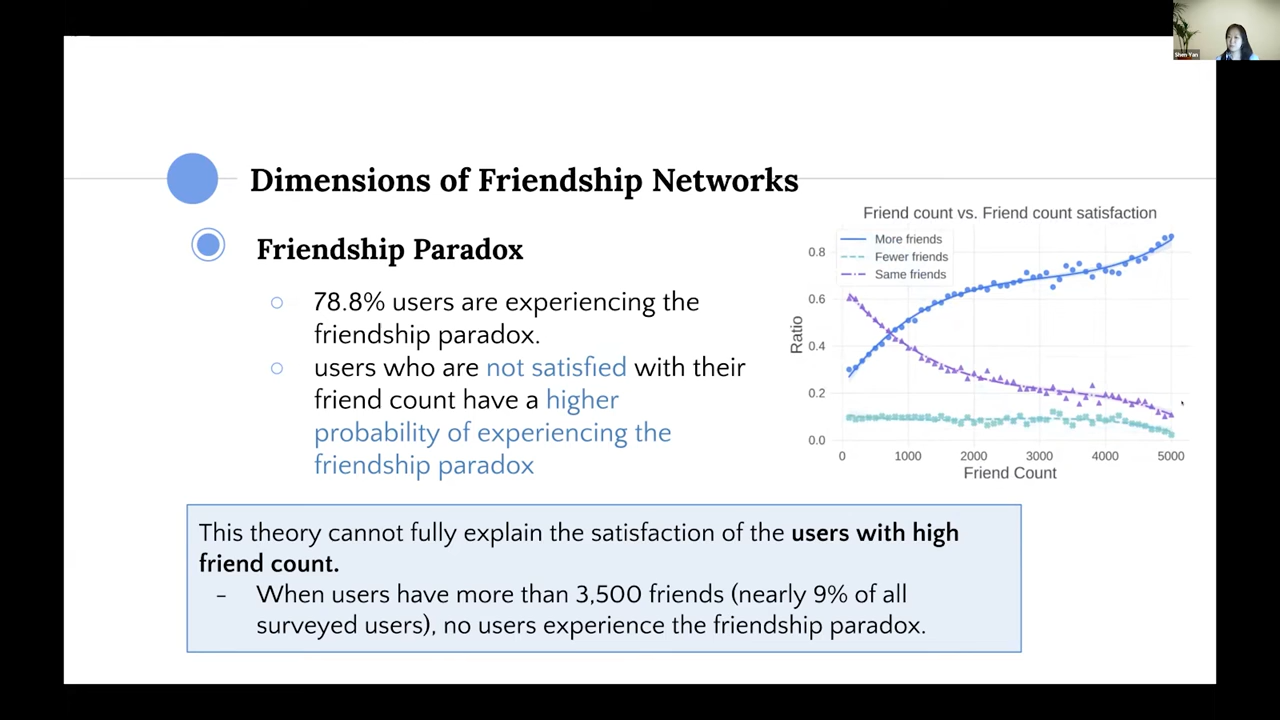 Shen Yan
Dimensions of Friendship Networks
Friendship Paradox
78.8% users are experiencing the
friendship paradox.
users who are not satisfied with their
friend count have a higher
probability of experiencing the
friendship paradox
Friend count vs. Friend count satisfaction
More friends
Fewer friends
Same friends
Ratio
0.8
0.6
0.4
0.2
0.0
0 1000 2000 3000 4000 5000
Friend Count
This theory cannot fully explain the satisfaction of the users with high
friend count.
- When users have more than 3,500 friends (nearly 9% of all
surveyed users), no users experience the friendship paradox.